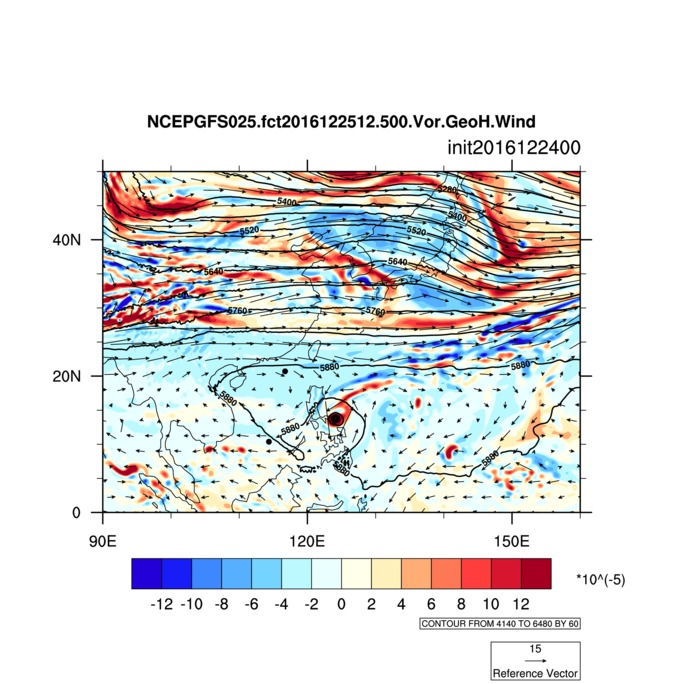 NCEPGFS025.fct2016122512.500.Vor.GeoH.Wind
init2016122400
5280
5400
5400
5520
5520
40N
5640
5640
5760
5760
5880
5880
20N
5880
5880
5880
5880
0
90E 120E 150E
-12 -10 -8 -6 -4 -2 0 2 4 6 8 10 12 *10^(-5)
CONTOUR FROM 4140 TO 6480 BY 60
15
Reference Vector